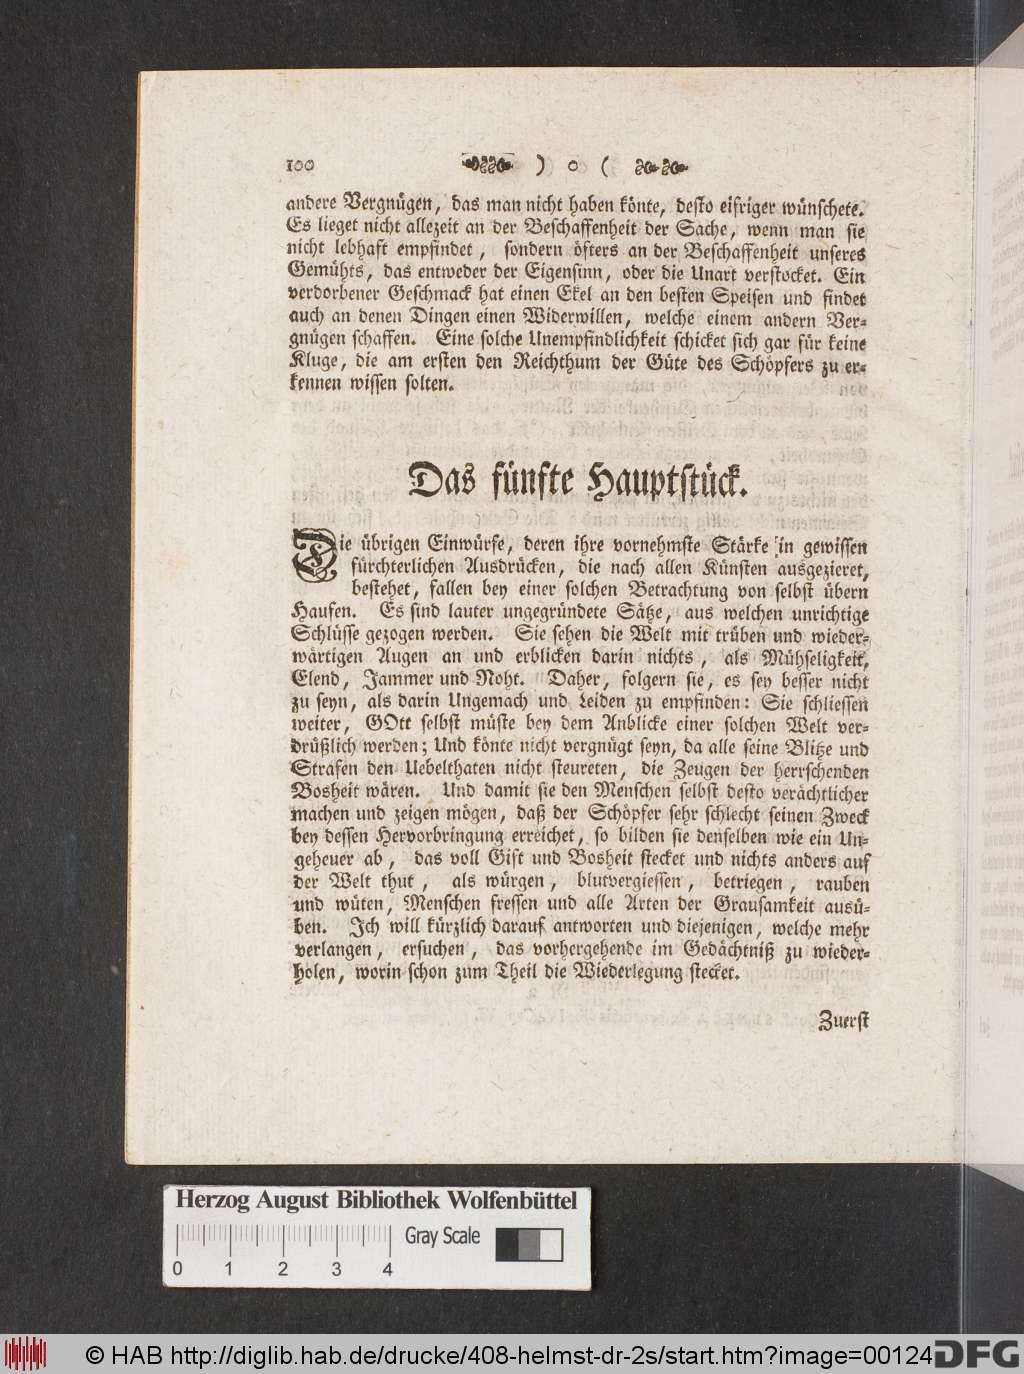 100 ) o (
andere Vergnügen, das man nicht haben könte, desto eifriger wünschete.
Es lieget nicht allezeit an der Beschaffenheit der Sache, wenn man sie
nicht lebhaft empfindet, sondern öfters an der Beschaffenheit unseres
Gemühts, das entweder der Eigensinn, oder die Unart verstocket. Ein
verdorbener Geschmack hat einen Ekel an den besten Speisen und findet
auch an denen Dingen einen Widerwillen, welche einem andern Ver-
gnügen schaffen. Eine solche Unempfindlichkeit schicket sich gar für keine
Kluge, die am ersten den Reichthum der Güte des Schöpfers zu er-
kennen wissen solten.
Das fünfte Hauptstück.
Die übrigen Einwürfe, deren ihre vornehmste Stärke in gewissen
fürchterlichen Ausdrücken, die nach allen Künsten ausgezieret,
bestehet, fallen bey einer solchen Betrachtung von selbst übern
Haufen. Es sind lauter ungegründete Sätze, aus welchen unrichtige
Schlüsse gezogen werden. Sie sehen die Welt mit trüben und wieder-
wärtigen Augen an und erblicken darin nichts, als Mühseligkeit,
Elend, Jammer und Noht. Daher, folgern sie, es sey besser nicht
zu seyn, als darin Ungemach und Leiden zu empfinden: Sie schliessen
weiter, GOtt selbst müste bey dem Anblicke einer solchen Welt ver-
drüßlich werden; Und könte nicht vergnügt seyn, da alle seine Blitze und
Strafen den Uebelthaten nicht steureten, die Zeugen der herrschenden
Bosheit wären. Und damit sie den Menschen selbst desto verächtlicher
machen und zeigen mögen, daß der Schöpfer sehr schlecht seinen Zweck
bey dessen Hervorbringung erreichet, so bilden sie denselben wie ein Un-
geheuer ab, das voll Gift und Bosheit stecket und nichts anders auf
der Welt thut, als würgen, blutvergiessen, betriegen, rauben
und wüten, Menschen fressen und alle Arten der Grausamkeit ausü-
ben. Ich will kürzlich darauf antworten und diejenigen, welche mehr
verlangen, ersuchen, das vorhergehende im Gedächtniß zu wieder-
holen, worin schon zum Theil die Wiederlegung stecket.
Zuerst
Herzog August Bibliothek Wolfenbüttel
Gray Scale
0 1 2 3 4
© HAB http://diglib.hab.de/drucke/408-helmst-dr-2s/start.htm?image=00124
DFG